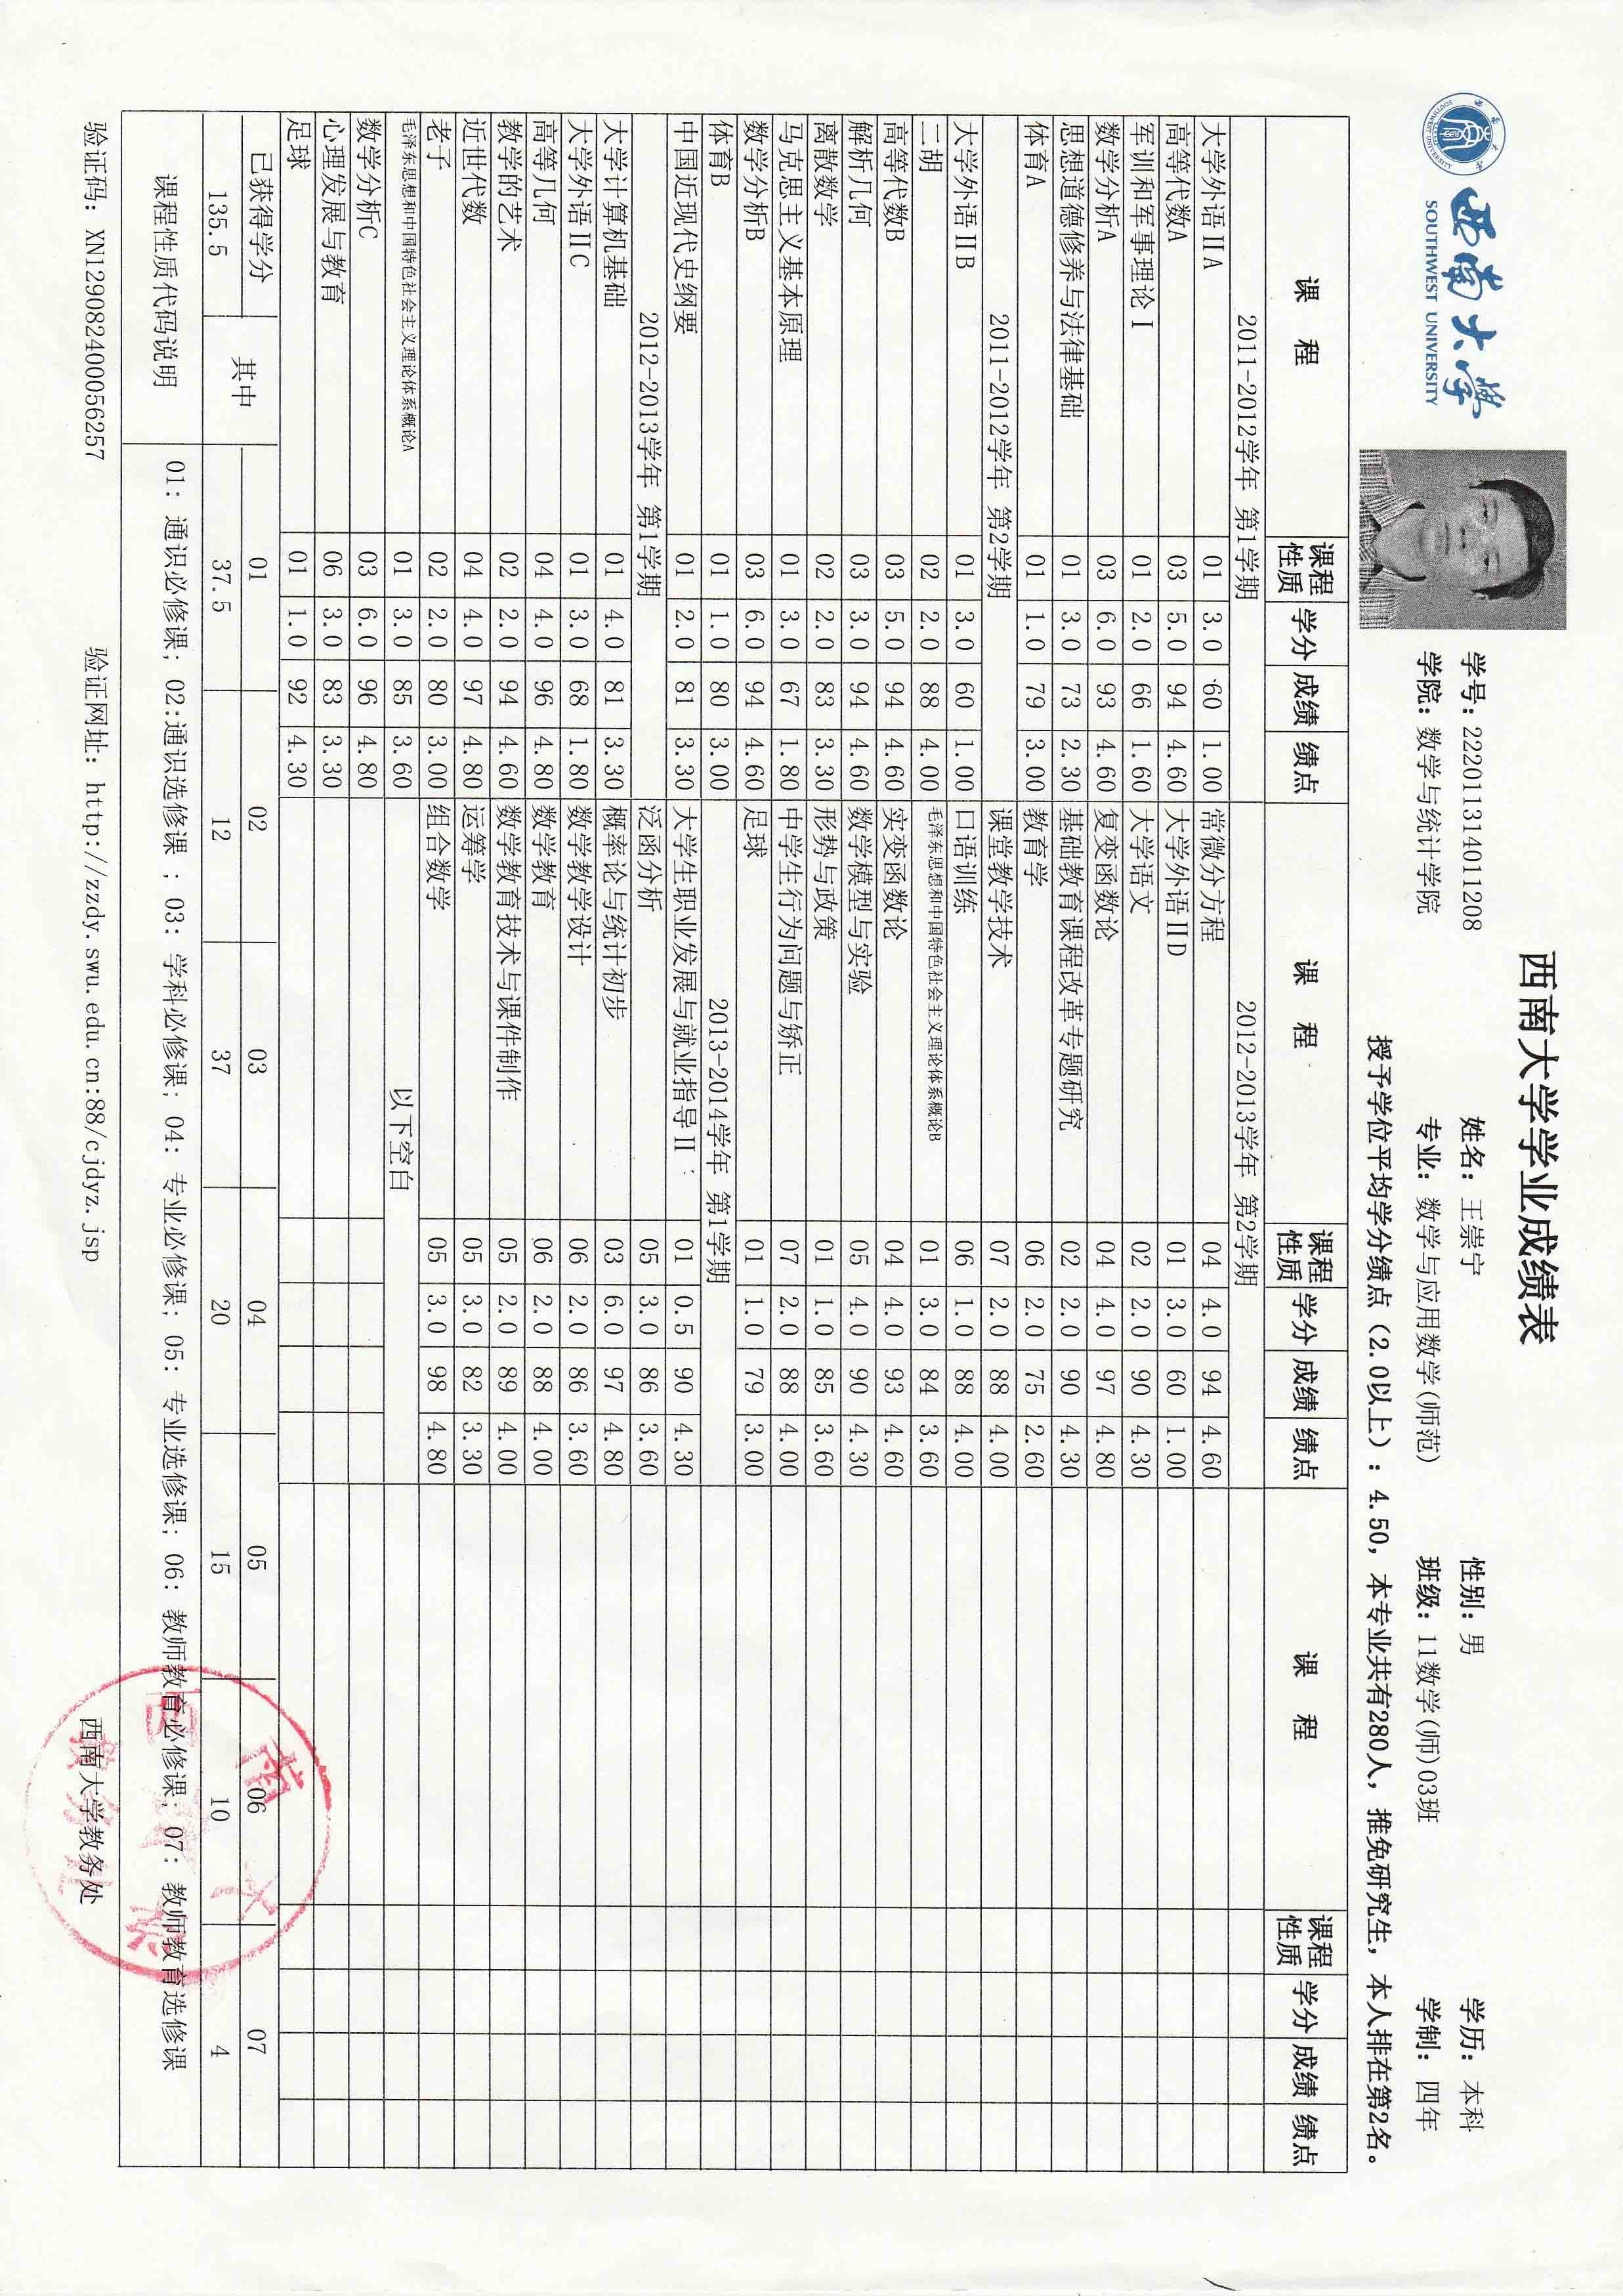 西南大学
SOUTHWEST UNIVERSITY
西南大学学业成绩表
学号: 222011314011208 姓名: 王崇宁 性别: 男 学历: 本科
学院: 数学与统计学院 专业: 数学与应用数学(师范) 班级: 11数学(师)03班 学制: 四年
授予学位平均学分绩点（2.0以上）: 4.50, 本专业共有280人, 推免研究生, 本人排在第2名。
课 程 课程性质 学分 成绩 绩点 课 程 课程性质 学分 成绩 绩点 课 程 课程性质 学分 成绩 绩点
2011-2012学年 第1学期 2012-2013学年 第2学期
大学外语IIA 01 3.0 60 1.00 常微分方程 04 4.0 94 4.60
高等代数A 03 5.0 94 4.60 大学外语IID 01 3.0 60 1.00
军训和军事理论I 01 2.0 66 1.60 大学语文 02 2.0 90 4.30
数学分析A 03 6.0 93 4.60 复变函数论 04 4.0 97 4.80
思想道德修养与法律基础 01 3.0 73 2.30 基础教育课程改革专题研究 02 2.0 90 4.30
体育A 01 1.0 79 3.00 教育学 06 2.0 75 2.60
2011-2012学年 第2学期 课堂教学技术 07 2.0 88 4.00
大学外语IIB 01 3.0 60 1.00 口语训练 06 1.0 88 4.00
二胡 02 2.0 88 4.00 毛泽东思想和中国特色社会主义理论体系概论B 01 3.0 84 3.60
高等代数B 03 5.0 94 4.60 实变函数论 04 4.0 93 4.60
解析几何 03 3.0 94 4.60 数学模型与实验 05 4.0 90 4.30
离散数学 02 2.0 83 3.30 形势与政策 01 1.0 85 3.60
马克思主义基本原理 01 3.0 67 1.80 中学生行为问题与矫正 07 2.0 88 4.00
数学分析B 03 6.0 94 4.60 足球 01 1.0 79 3.00
体育B 01 1.0 80 3.00 2013-2014学年 第1学期
中国近现代史纲要 01 2.0 81 3.30 大学生职业发展与就业指导II 01 0.5 90 4.30
2012-2013学年 第1学期 泛函分析 05 3.0 86 3.60
大学计算机基础 01 4.0 81 3.30 概率论与统计初步 03 6.0 97 4.80
大学外语IIC 01 3.0 68 1.80 数学教学设计 06 2.0 86 3.60
高等几何 04 4.0 96 4.80 数学教育 06 2.0 88 4.00
教学的艺术 02 2.0 94 4.60 数学教育技术与课件制作 05 2.0 89 4.00
近世代数 04 4.0 97 4.80 运筹学 05 3.0 82 3.30
老子 02 2.0 80 3.00 组合数学 05 3.0 98 4.80
毛泽东思想和中国特色社会主义理论体系概论A 01 3.0 85 3.60 以下空白
数学分析C 03 6.0 96 4.80
心理发展与教育 06 3.0 83 3.30
足球 01 1.0 92 4.30
已获得学分 其中 01 02 03 04 05 06 07
135.5 37.5 12 37 20 15 10 4
课程性质代码说明 01: 通识必修课; 02:通识选修课 ; 03: 学科必修课; 04: 专业必修课; 05: 专业选修课; 06: 教师教育必修课; 07: 教师教育选修课
验证码: XN12908240056257 验证网址: http://zzdy.swu.edu.cn:88/cjdyz.jsp 西南大学教务处